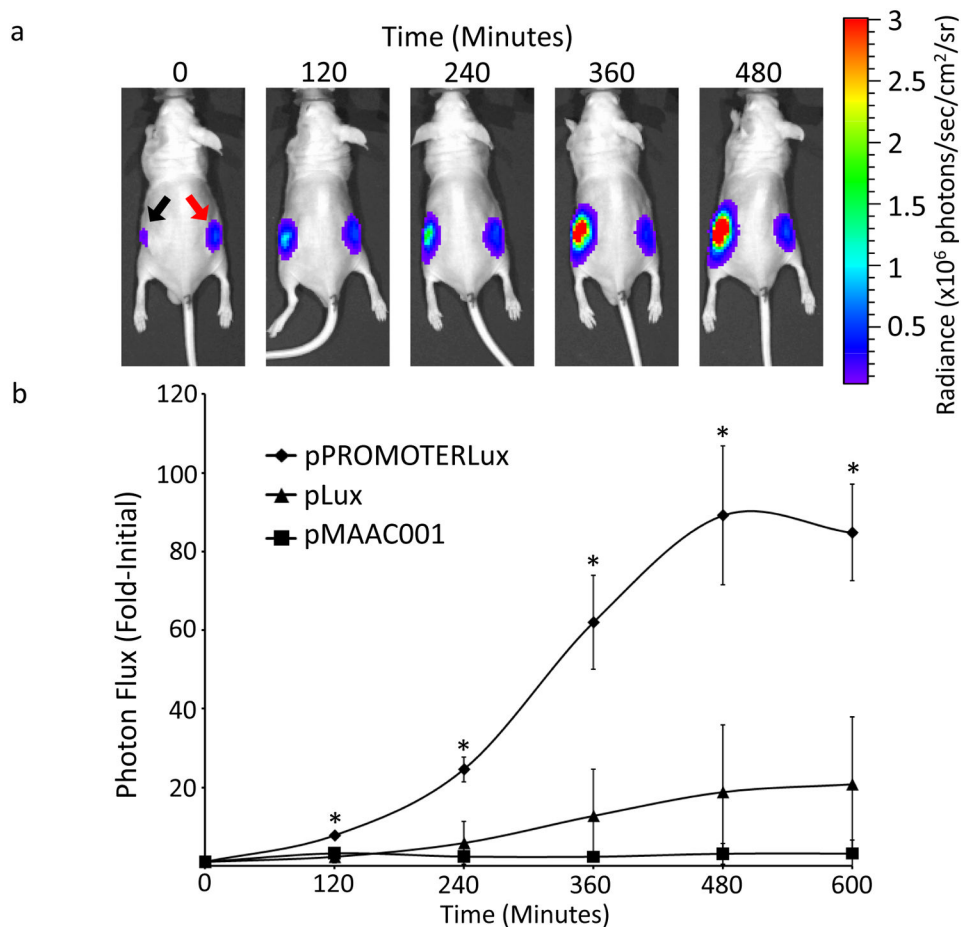 a
Time (Minutes)
0 120 240 360 480
3
2.5
2
1.5
1
0.5
Radiance (x10⁶ photons/sec/cm²/sr)
b
120
100
80
60
40
20
Photon Flux (Fold-Initial)
pPROMOTERLux
pLux
pMAAC001
* * * * *
0 120 240 360 480 600
Time (Minutes)